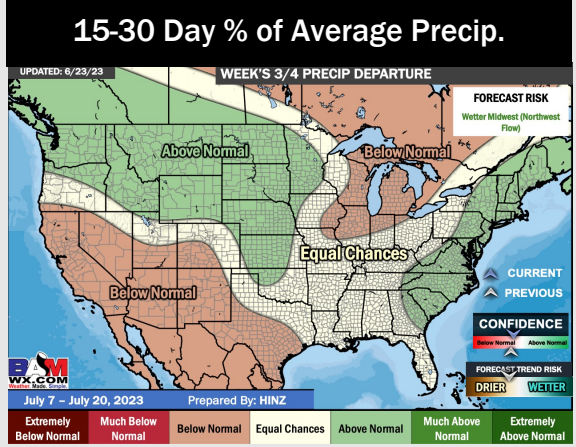 15-30 Day % of Average Precip.
UPDATED: 6/23/23
WEEK'S 3/4 PRECIP DEPARTURE
FORECAST RISK
Wetter Midwest (Northwest
Flow)
Above Normal
Below Normal
Equal Chances
Below Normal
CURRENT
PREVIOUS
CONFIDENCE
Below Normal Above Normal
FORECAST TREND RISK
DRIER WETTER
BAM
WX.COM
Weather. Made. Simple.
July 7 – July 20, 2023 Prepared By: HINZ
Extremely
Below Normal
Much Below
Normal
Below Normal
Equal Chances
Above Normal
Much Above
Normal
Extremely
Above Normal